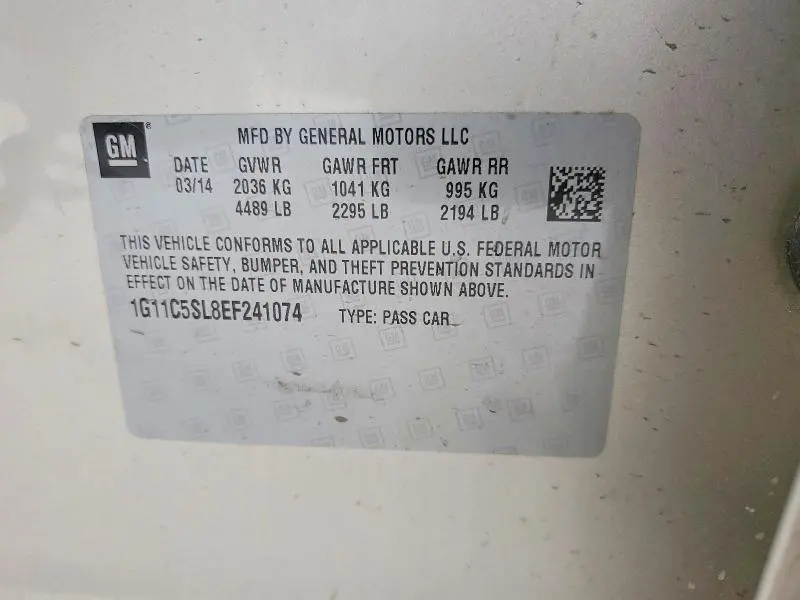 GM ®
MFD BY GENERAL MOTORS LLC
DATE GVWR GAWR FRT GAWR RR
03/14 2036 KG 1041 KG 995 KG
4489 LB 2295 LB 2194 LB
THIS VEHICLE CONFORMS TO ALL APPLICABLE U.S. FEDERAL MOTOR
VEHICLE SAFETY, BUMPER, AND THEFT PREVENTION STANDARDS IN
EFFECT ON THE DATE OF MANUFACTURE SHOWN ABOVE.
1G11C5SL8EF241074 TYPE: PASS CAR